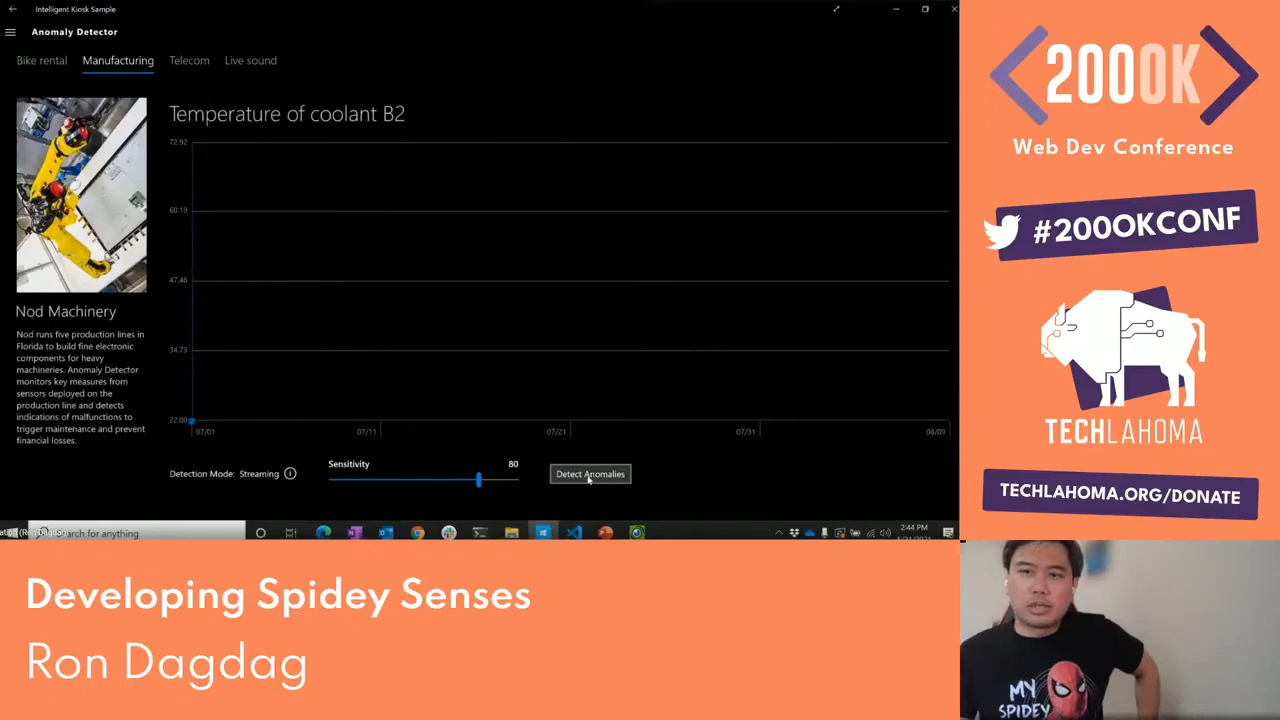 Intelligent Kiosk Sample
Anomaly Detector
Bike rental
Manufacturing
Telecom
Live sound
Temperature of coolant B2
72.92
60.19
47.46
34.73
22.00
07/01
07/11
07/21
07/31
08/09
Nod Machinery
Nod runs five production lines in
Florida to build fine electronic
components for heavy
machineries. Anomaly Detector
monitors key measures from
sensors deployed on the
production line and detects
indications of malfunctions to
trigger maintenance and prevent
financial losses.
Detection Mode: Streaming
Sensitivity
80
Detect Anomalies
(Ron Dagdag)
search for anything
2:44 PM
200OK
Web Dev Conference
#200OKCONF
TECHLAHOMA
TECHLAHOMA.ORG/DONATE
Developing Spidey Senses
Ron Dagdag
MY
SPIDEY